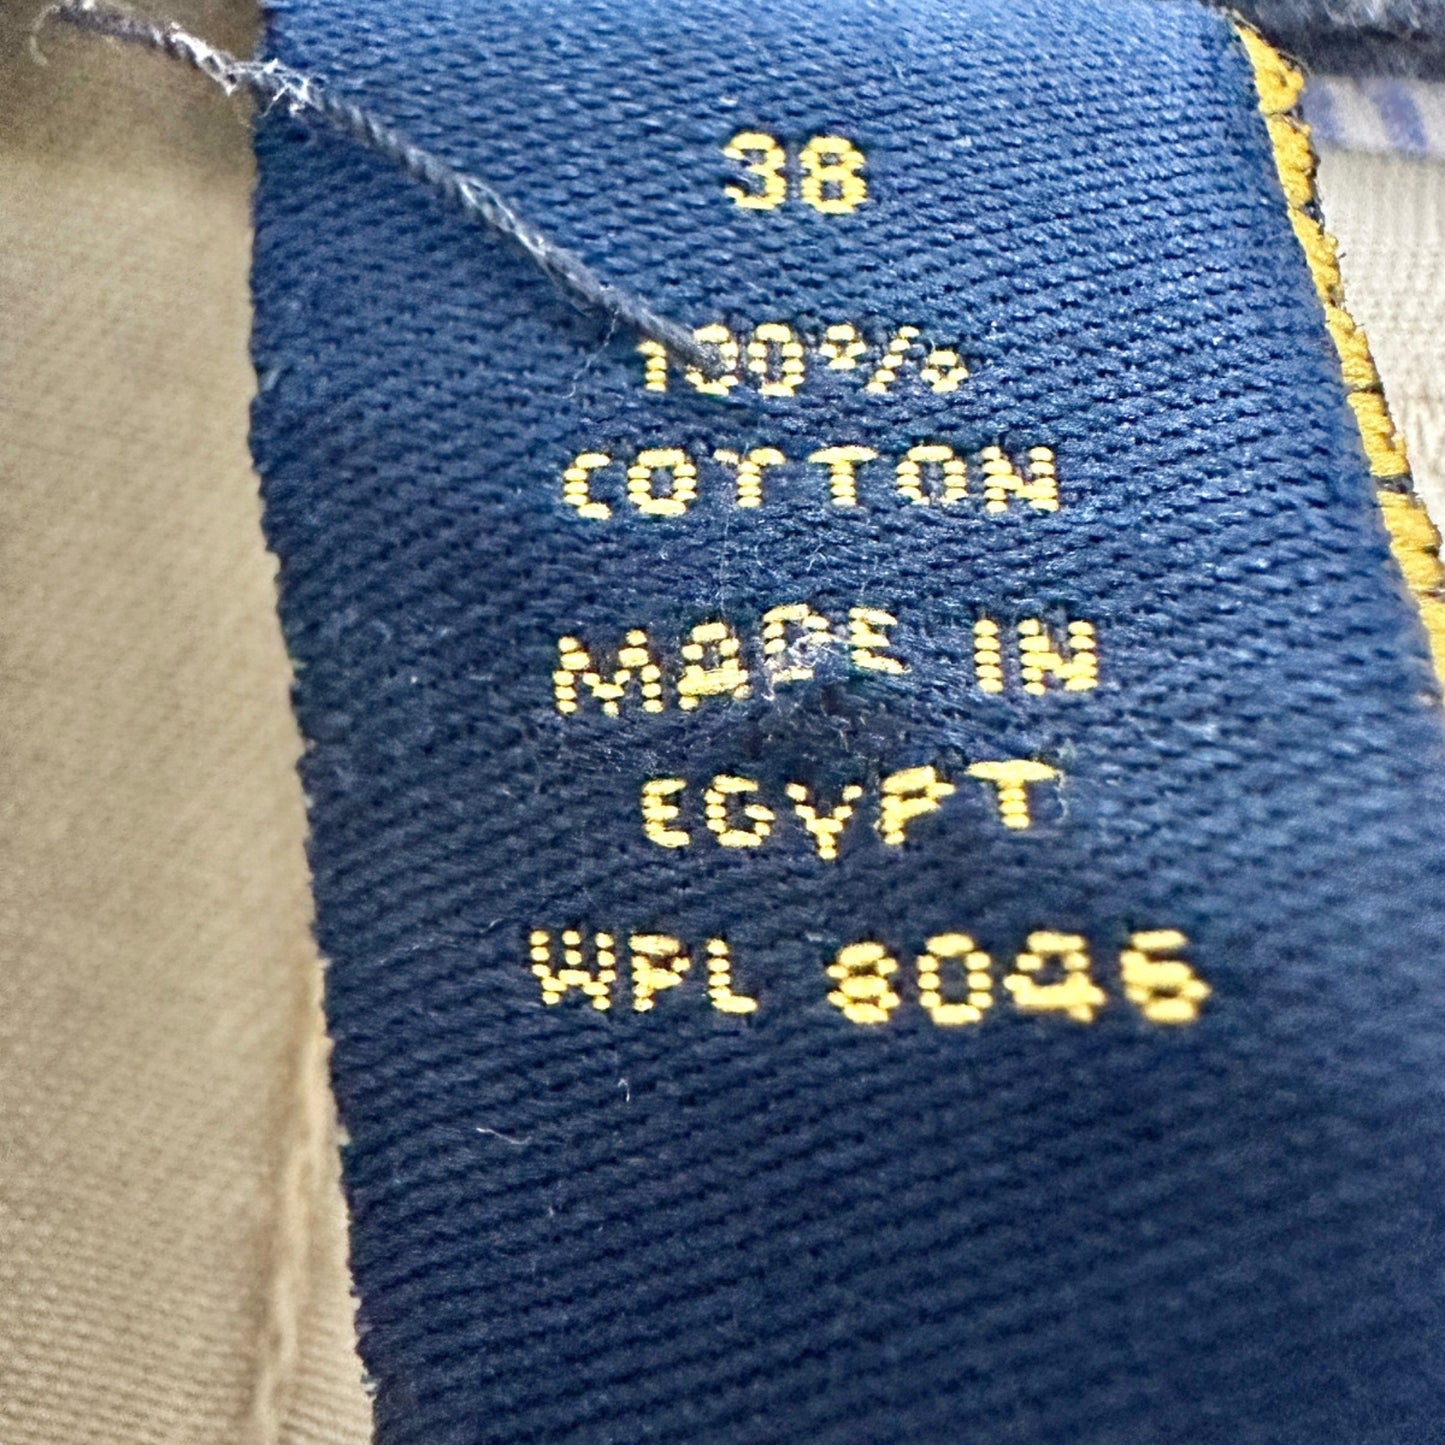 38
100%
COTTON
MADE IN
EGYPT
WPL 8046